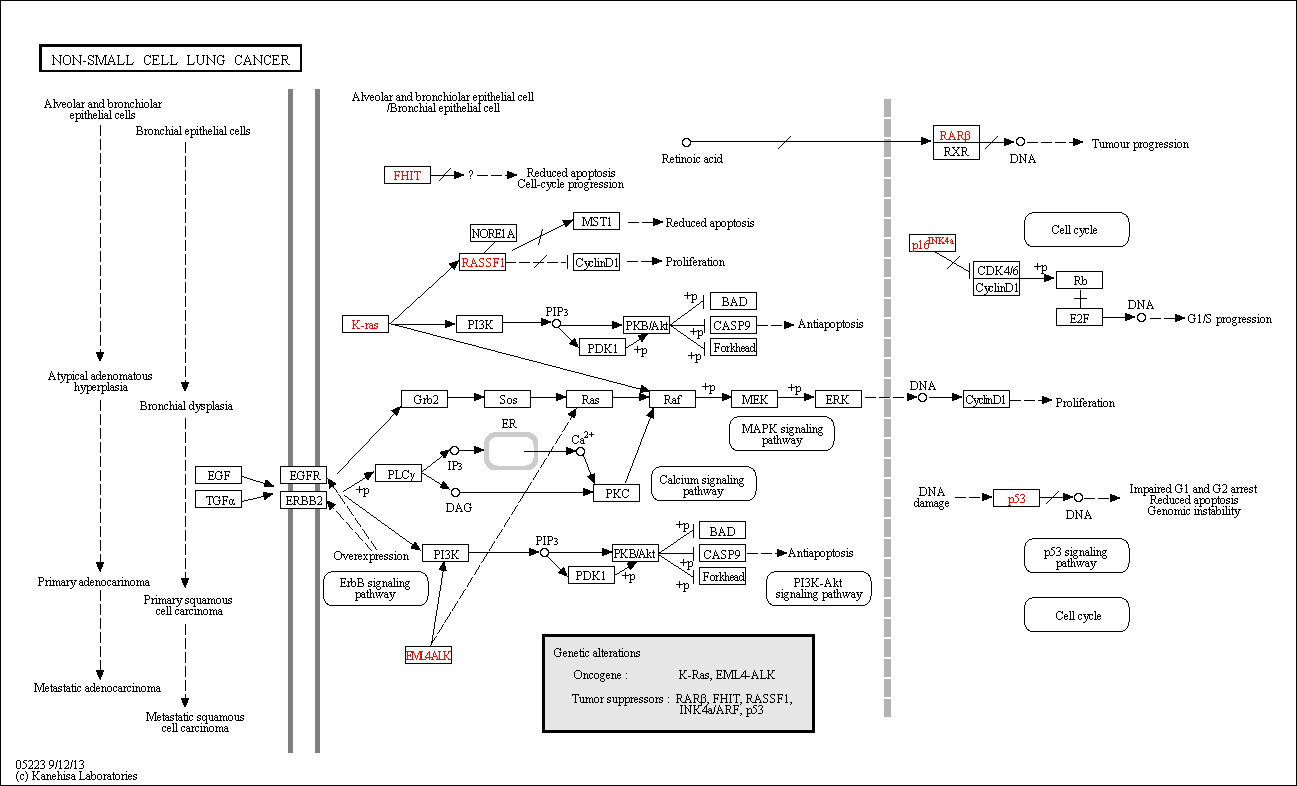 NON-SMALL CELL LUNG CANCER
Alveolar and bronchiolar
epithelial cells
Bronchial epithelial cells
Atypical adenomatous
hyperplasia
Bronchial dysplasia
Primary adenocarinoma
Primary squamous
cell carcinoma
Metastatic adenocarcinoma
Metastatic squamous
cell carcinoma
Alveolar and bronchiolar epithelial cell
/Bronchial epithelial cell
Retinoic acid
RARβ
RXR
DNA
Tumour progression
FHIT
?
Reduced apoptosis
Cell-cycle progression
NORE1A
MST1
Reduced apoptosis
RASSF1
CyclinD1
Proliferation
K-ras
PI3K
PIP3
PKB/Akt
PDK1
+p
+p
+p
+p
BAD
CASP9
Forkhead
Antiapoptosis
p16INK4a
CDK4/6
CyclinD1
+p
Rb
E2F
DNA
G1/S progression
Cell cycle
Grb2
Sos
Ras
Raf
+p
MEK
+p
ERK
DNA
CyclinD1
Proliferation
MAPK signaling
pathway
EGF
TGFα
EGFR
ERBB2
+p
PLCγ
IP3
DAG
ER
Ca2+
PKC
Calcium signaling
pathway
Overexpression
ErbB signaling
pathway
PI3K
PIP3
PKB/Akt
PDK1
+p
+p
+p
+p
BAD
CASP9
Forkhead
Antiapoptosis
PI3K-Akt
signaling pathway
EML4ALK
DNA
damage
p53
DNA
Impaired G1 and G2 arrest
Reduced apoptosis
Genomic instability
p53 signaling
pathway
Cell cycle
Genetic alterations
Oncogene : K-Ras, EML4-ALK
Tumor suppressors : RARβ, FHIT, RASSF1,
INK4a/ARF, p53
05223 9/12/13
(c) Kanehisa Laboratories